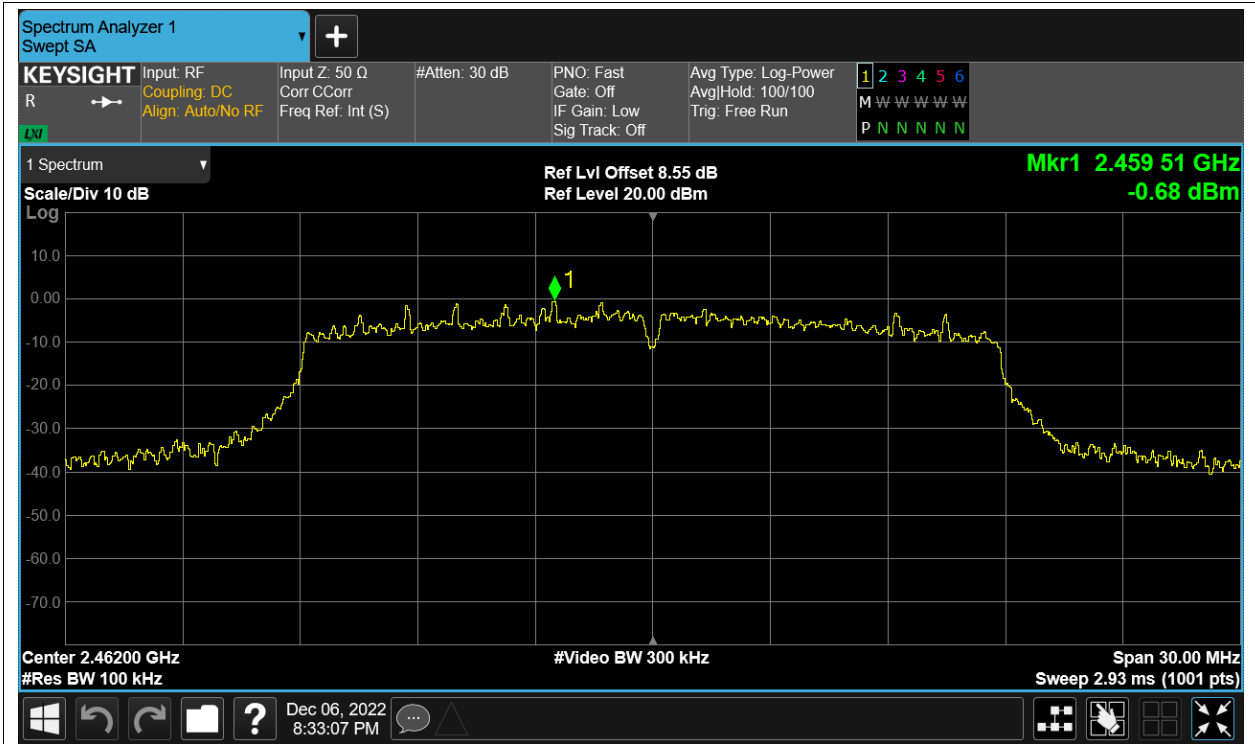 Spectrum Analyzer 1
Swept SA
KEYSIGHT
R
LXI
Input: RF
Coupling: DC
Align: Auto/No RF
Input Z: 50 Ω
Corr CCorr
Freq Ref: Int (S)
#Atten: 30 dB
PNO: Fast
Gate: Off
IF Gain: Low
Sig Track: Off
Avg Type: Log-Power
Avg|Hold: 100/100
Trig: Free Run
1 2 3 4 5 6
M W W W W W
P N N N N N
1 Spectrum
Scale/Div 10 dB
Log
Ref Lvl Offset 8.55 dB
Ref Level 20.00 dBm
Mkr1 2.459 51 GHz
-0.68 dBm
10.0
0.00
1
-10.0
-20.0
-30.0
-40.0
-50.0
-60.0
-70.0
Center 2.46200 GHz
#Video BW 300 kHz
Span 30.00 MHz
#Res BW 100 kHz
Sweep 2.93 ms (1001 pts)
?
Dec 06, 2022
8:33:07 PM